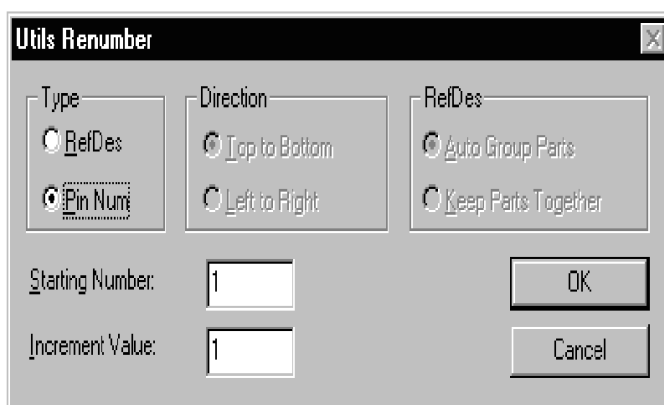 Utils Renumber
Type
RefDes
Pin Num
Direction
Top to Bottom
Left to Right
RefDes
Auto Group Parts
Keep Parts Together
Starting Number: 1
Increment Value: 1
OK
Cancel